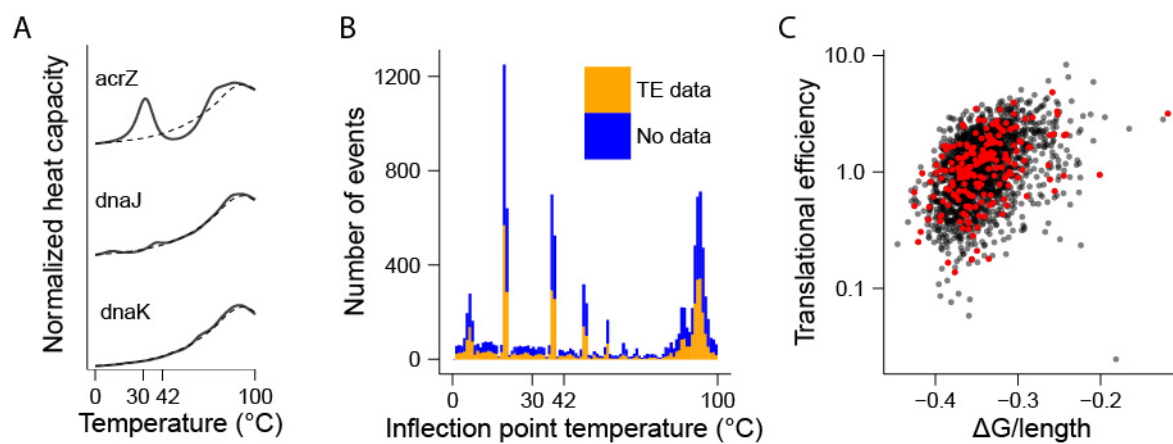 A
acrZ
dnaJ
dnaK
Normalized heat capacity
0 30 42 100
Temperature (°C)
B
1200
800
400
0
Number of events
TE data
No data
0 30 42 100
Inflection point temperature (°C)
C
10.0
1.0
0.1
Translational efficiency
−0.4 −0.3 −0.2
ΔG/length